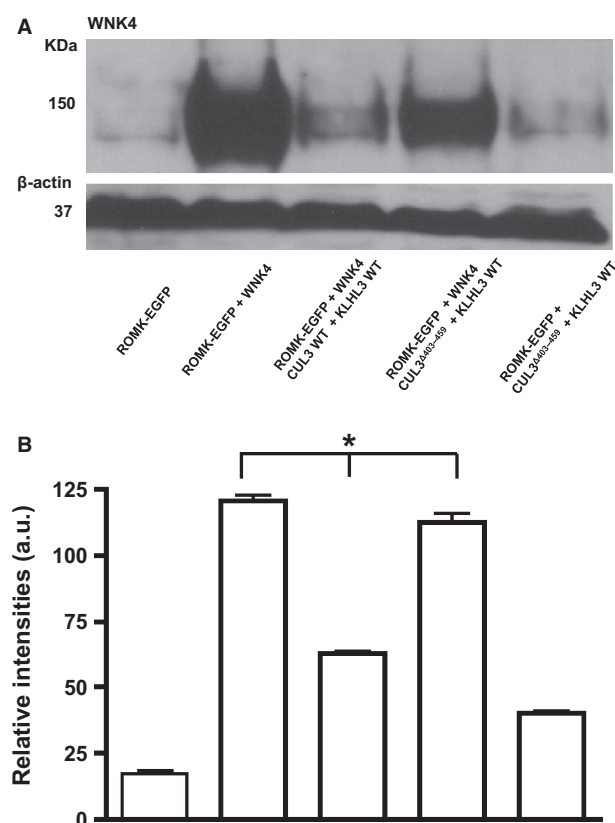 A
WNK4
KDa
150
β-actin
37
ROMK-EGFP
ROMK-EGFP + WNK4
ROMK-EGFP + WNK4
CUL3 WT + KLHL3 WT
ROMK-EGFP + WNK4
CUL3Δ403–459 + KLHL3 WT
ROMK-EGFP +
CUL3Δ403–459 + KLHL3 WT
B
*
Relative intensities (a.u.)
125
100
75
50
25
0